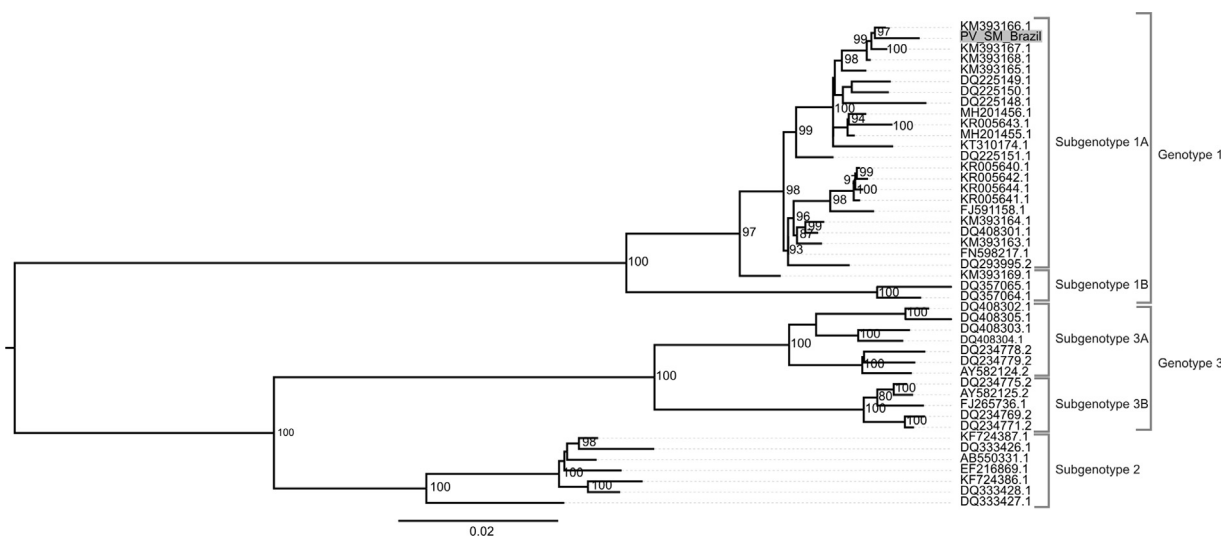 KM393166.1
PV_SM_Brazil
KM393167.1
KM393168.1
KM393165.1
DQ225149.1
DQ225150.1
DQ225148.1
MH201456.1
KR005643.1
MH201455.1
KT310174.1
DQ225151.1
KR005640.1
KR005642.1
KR005644.1
KR005641.1
FJ591158.1
KM393164.1
DQ408301.1
KM393163.1
FN598217.1
DQ293995.2
KM393169.1
DQ357065.1
DQ357064.1
DQ408302.1
DQ408305.1
DQ408303.1
DQ408304.1
DQ234778.2
DQ234779.2
AY582124.2
DQ234775.2
AY582125.2
FJ265736.1
DQ234769.2
DQ234771.2
KF724387.1
DQ333426.1
AB550331.1
EF216869.1
KF724386.1
DQ333428.1
DQ333427.1
Subgenotype 1A
Subgenotype 1B
Subgenotype 3A
Subgenotype 3B
Subgenotype 2
Genotype 1
Genotype 3
97
99
100
98
100
94
100
99
99
97
100
98
98
96
99
87
93
97
100
100
100
100
100
100
100
100
80
100
100
100
98
100
100
100
0.02